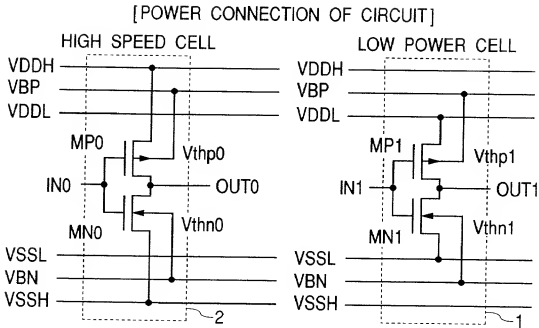 [POWER CONNECTION OF CIRCUIT]
HIGH SPEED CELL
VDDH
VBP
VDDL
MP0
Vthp0
IN0
OUT0
MN0
Vthn0
VSSL
VBN
VSSH
2
LOW POWER CELL
VDDH
VBP
VDDL
MP1
Vthp1
IN1
OUT1
MN1
Vthn1
VSSL
VBN
VSSH
1